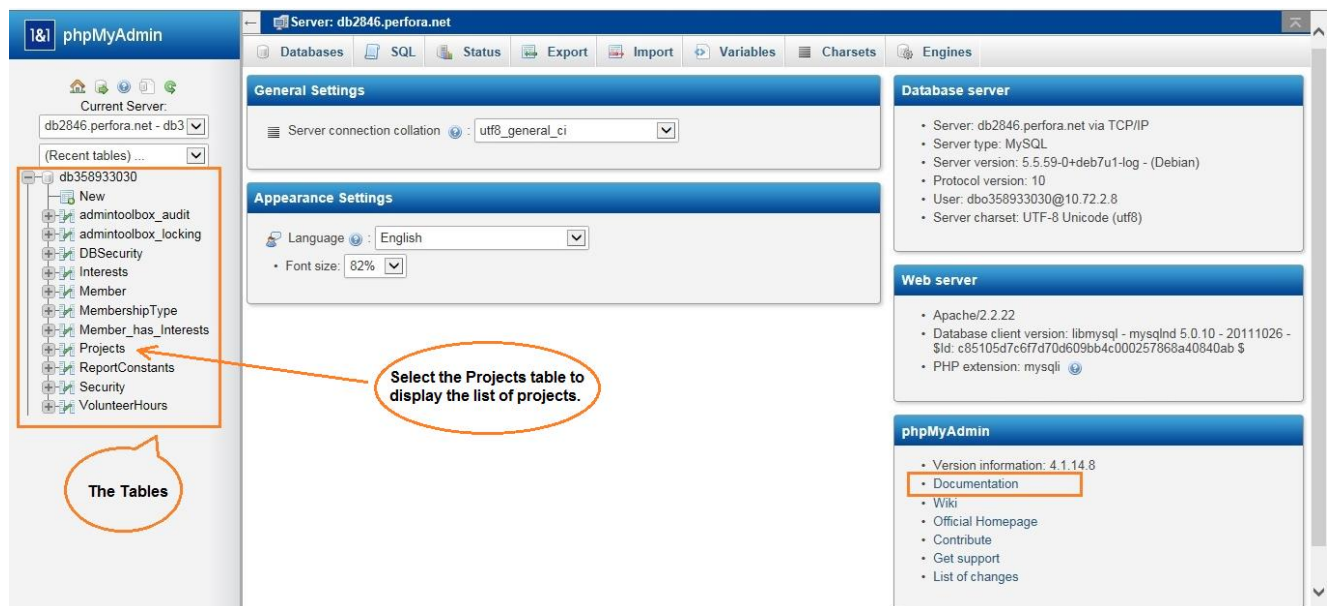 1&1 phpMyAdmin
Current Server:
db2846.perfora.net - db3
(Recent tables) ...
db358933030
New
admintoolbox_audit
admintoolbox_locking
DBSecurity
Interests
Member
MembershipType
Member_has_Interests
Projects
ReportConstants
Security
VolunteerHours
The Tables
Server: db2846.perfora.net
Databases SQL Status Export Import Variables Charsets Engines
General Settings
Server connection collation : utf8_general_ci
Appearance Settings
Language : English
• Font size: 82%
Select the Projects table to
display the list of projects.
Database server
• Server: db2846.perfora.net via TCP/IP
• Server type: MySQL
• Server version: 5.5.59-0+deb7u1-log - (Debian)
• Protocol version: 10
• User: dbo358933030@10.72.2.8
• Server charset: UTF-8 Unicode (utf8)
Web server
• Apache/2.2.22
• Database client version: libmysql - mysqlnd 5.0.10 - 20111026 -
$Id: c85105d7c6f7d70d609bb4c000257868a40840ab $
• PHP extension: mysqli
phpMyAdmin
• Version information: 4.1.14.8
• Documentation
• Wiki
• Official Homepage
• Contribute
• Get support
• List of changes